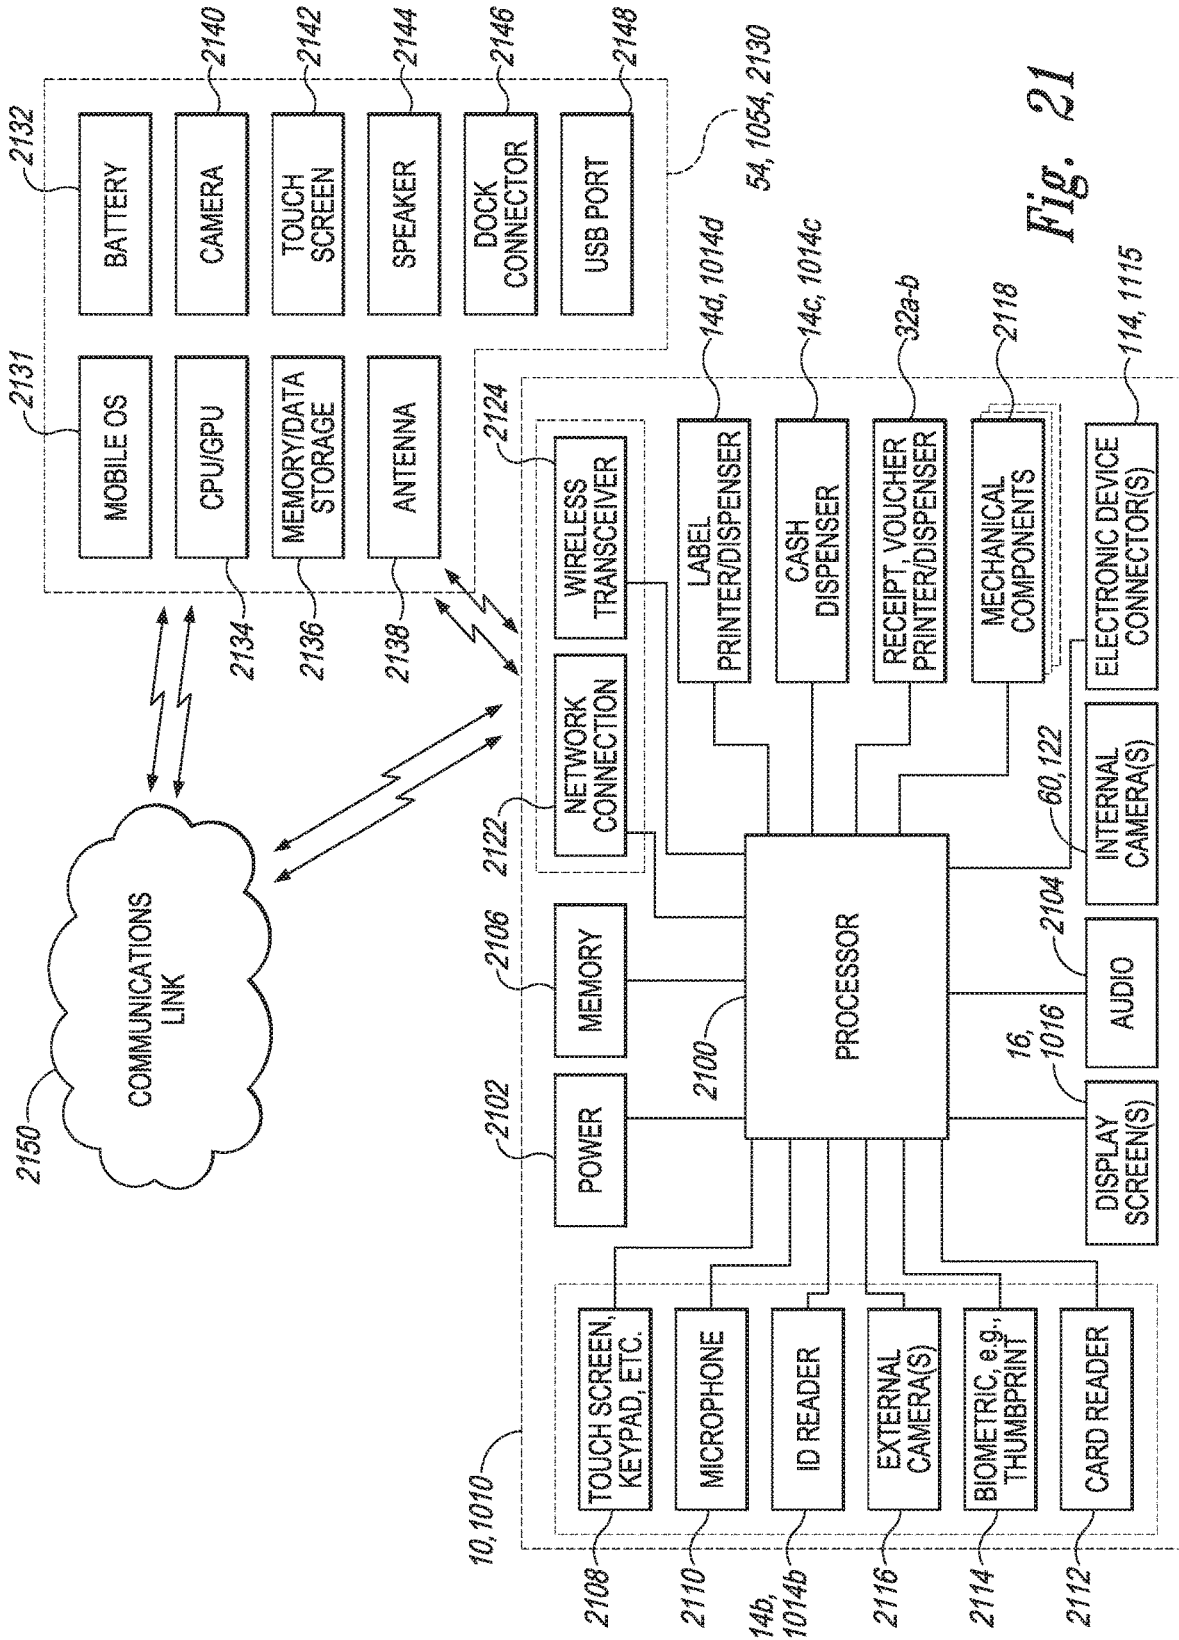 2150
COMMUNICATIONS
LINK
2131
2132
MOBILE OS
BATTERY
2134
CPU/GPU
CAMERA
2140
2136
MEMORY/DATA
STORAGE
TOUCH
SCREEN
2142
2138
ANTENNA
SPEAKER
2144
DOCK
CONNECTOR
2146
USB PORT
2148
54, 1054, 2130
10, 1010
2102
POWER
2106
MEMORY
2122
NETWORK
CONNECTION
2124
WIRELESS
TRANSCEIVER
2108
TOUCH SCREEN,
KEYPAD, ETC.
2110
MICROPHONE
14b,
1014b
ID READER
2116
EXTERNAL
CAMERA(S)
2114
BIOMETRIC, e.g.,
THUMBPRINT
2112
CARD READER
2100
PROCESSOR
LABEL
PRINTER/DISPENSER
14d, 1014d
CASH
DISPENSER
14c, 1014c
RECEIPT, VOUCHER
PRINTER/DISPENSER
32a-b
MECHANICAL
COMPONENTS
2118
16,
1016
DISPLAY
SCREEN(S)
2104
AUDIO
60, 122
INTERNAL
CAMERA(S)
ELECTRONIC DEVICE
CONNECTOR(S)
114, 1115
Fig. 21